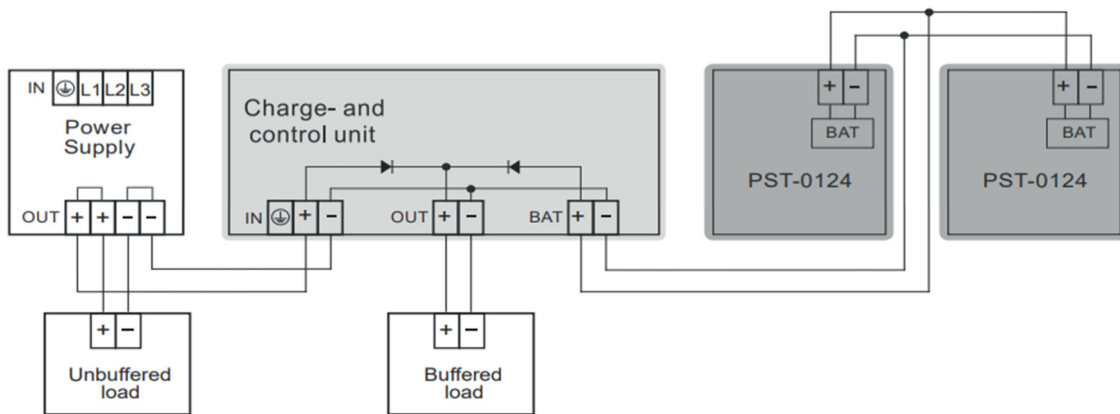 IN L1 L2 L3
Power
Supply
OUT + + − −
Charge- and
control unit
IN + −
OUT + −
BAT + −
+ −
BAT
PST-0124
+ −
BAT
PST-0124
+ −
Unbuffered
load
+ −
Buffered
load